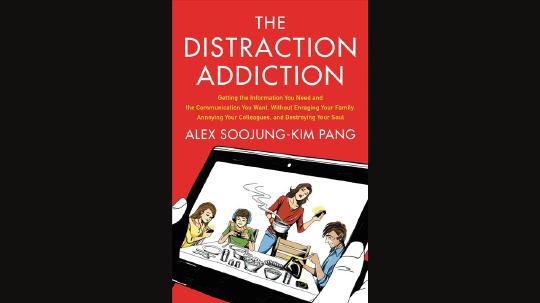 THE
DISTRACTION
ADDICTION
Getting the Information You Need and
the Communication You Want, Without Enraging Your Family,
Annoying Your Colleagues, and Destroying Your Soul
ALEX SOOJUNG-KIM PANG